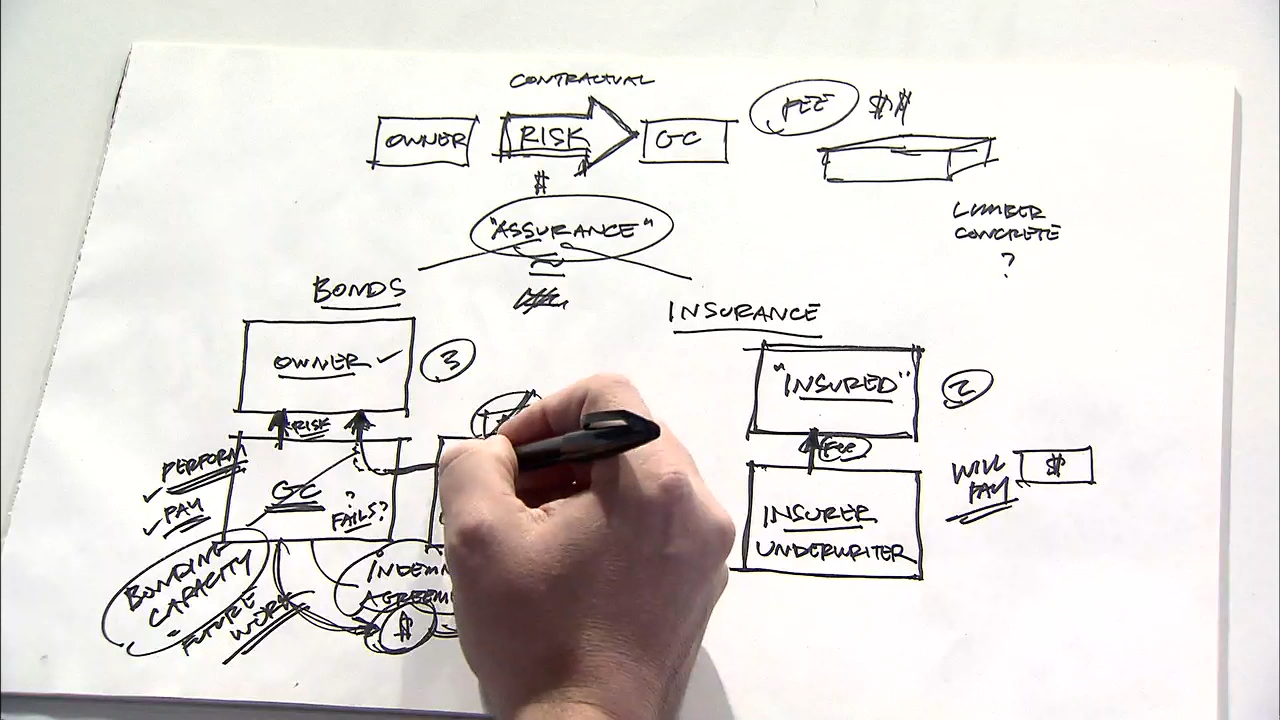 CONTRACTUAL
OWNER
RISK
GC
FEE
$$
$
"ASSURANCE"
LUMBER
CONCRETE
?
BONDS
INSURANCE
OWNER ✓
3
"INSURED"
2
RISK
FEE
✓ PERFORM
✓ PAY
GC
?
FAILS?
WILL
PAY
$
INSURER
UNDERWRITER
BONDING
CAPACITY
FUTURE
WORK
$